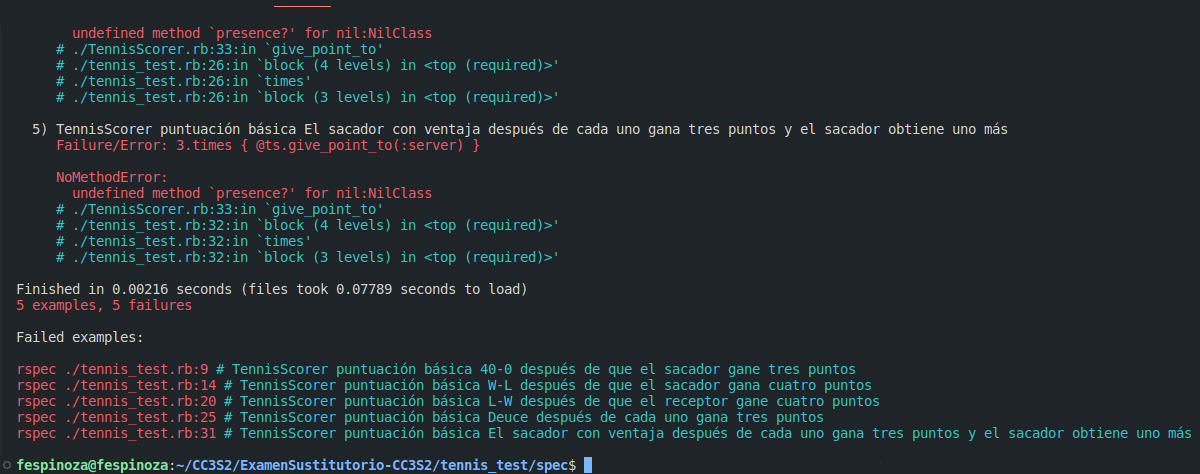 undefined method `presence?' for nil:NilClass
# ./TennisScorer.rb:33:in `give_point_to'
# ./tennis_test.rb:26:in `block (4 levels) in <top (required)>'
# ./tennis_test.rb:26:in `times'
# ./tennis_test.rb:26:in `block (3 levels) in <top (required)>'
5) TennisScorer puntuación básica El sacador con ventaja después de cada uno gana tres puntos y el sacador obtiene uno más
Failure/Error: 3.times { @ts.give_point_to(:server) }
NoMethodError:
undefined method `presence?' for nil:NilClass
# ./TennisScorer.rb:33:in `give_point_to'
# ./tennis_test.rb:32:in `block (4 levels) in <top (required)>'
# ./tennis_test.rb:32:in `times'
# ./tennis_test.rb:32:in `block (3 levels) in <top (required)>'
Finished in 0.00216 seconds (files took 0.07789 seconds to load)
5 examples, 5 failures
Failed examples:
rspec ./tennis_test.rb:9 # TennisScorer puntuación básica 40-0 después de que el sacador gane tres puntos
rspec ./tennis_test.rb:14 # TennisScorer puntuación básica W-L después de que el sacador gana cuatro puntos
rspec ./tennis_test.rb:20 # TennisScorer puntuación básica L-W después de que el receptor gane cuatro puntos
rspec ./tennis_test.rb:25 # TennisScorer puntuación básica Deuce después de cada uno gana tres puntos
rspec ./tennis_test.rb:31 # TennisScorer puntuación básica El sacador con ventaja después de cada uno gana tres puntos y el sacador obtiene uno más
fespinoza@fespinoza:~/CC3S2/ExamenSustitutorio-CC3S2/tennis_test/spec$